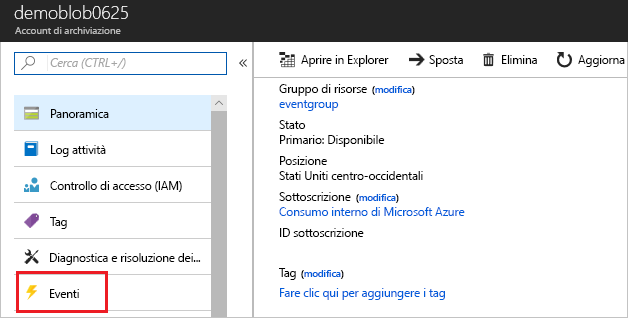 demoblob0625
Account di archiviazione
Cerca (CTRL+/)
«
Panoramica
Log attività
Controllo di accesso (IAM)
Tag
Diagnostica e risoluzione dei...
Eventi
Aprire in Explorer
Sposta
Elimina
Aggiorna
Gruppo di risorse (modifica)
eventgroup
Stato
Primario: Disponibile
Posizione
Stati Uniti centro-occidentali
Sottoscrizione (modifica)
Consumo interno di Microsoft Azure
ID sottoscrizione
Tag (modifica)
Fare clic qui per aggiungere i tag